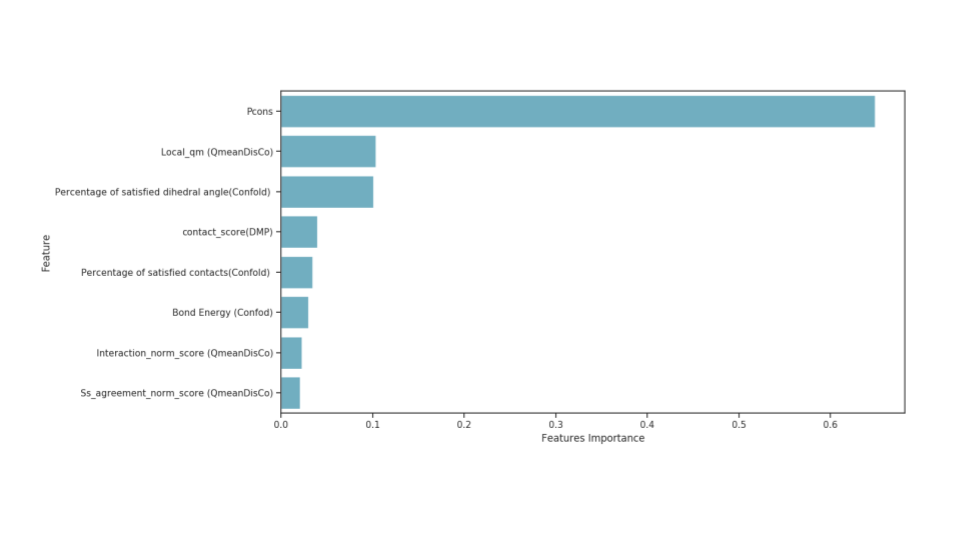 Pcons
Local_qm (QmeanDisCo)
Percentage of satisfied dihedral angle(Confold)
contact_score(DMP)
Percentage of satisfied contacts(Confold)
Bond Energy (Confod)
Interaction_norm_score (QmeanDisCo)
Ss_agreement_norm_score (QmeanDisCo)
Feature
0.0 0.1 0.2 0.3 0.4 0.5 0.6
Features Importance